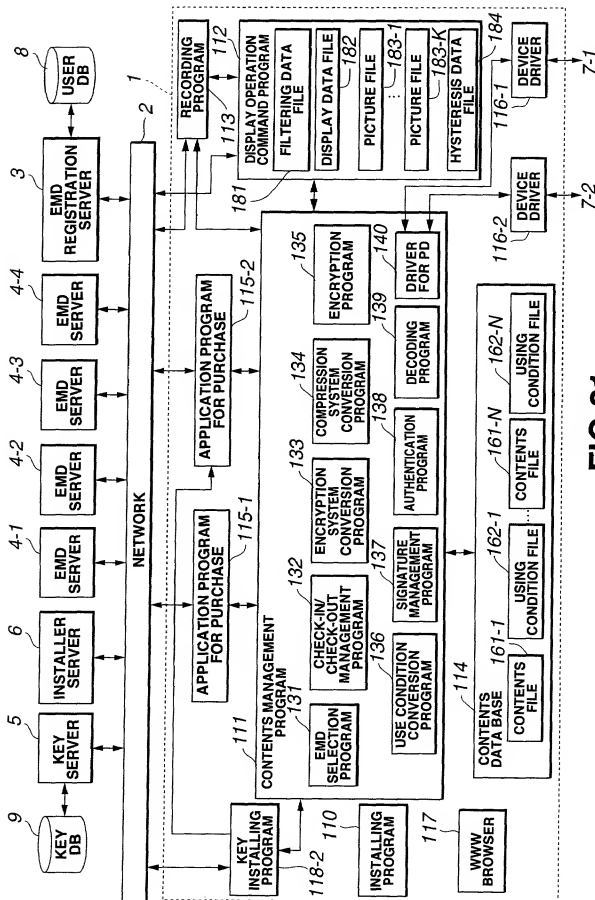 8
USER
DB
3
EMD
REGISTRATION
SERVER
4-4
EMD
SERVER
4-3
EMD
SERVER
4-2
EMD
SERVER
4-1
EMD
SERVER
6
INSTALLER
SERVER
5
KEY
SERVER
9
KEY
DB
2
NETWORK
1
RECORDING
PROGRAM
113
112
DISPLAY OPERATION
COMMAND PROGRAM
FILTERING DATA
FILE
181
DISPLAY DATA FILE
182
PICTURE FILE
183-1
PICTURE FILE
183-K
HYSTERESIS DATA
FILE
184
115-2
APPLICATION PROGRAM
FOR PURCHASE
115-1
APPLICATION PROGRAM
FOR PURCHASE
111
CONTENTS MANAGEMENT
PROGRAM
131
EMD
SELECTION
PROGRAM
132
CHECK-IN/
CHECK-OUT
MANAGEMENT
PROGRAM
133
ENCRYPTION
SYSTEM
CONVERSION
PROGRAM
134
COMPRESSION
SYSTEM
CONVERSION
PROGRAM
135
ENCRYPTION
PROGRAM
136
USE CONDITION
CONVERSION
PROGRAM
137
SIGNATURE
MANAGEMENT
PROGRAM
138
AUTHENTICATION
PROGRAM
139
DECODING
PROGRAM
140
DRIVER
FOR PD
KEY
INSTALLING
PROGRAM
118-2
110
INSTALLING
PROGRAM
117
WWW
BROWSER
114
CONTENTS
DATA BASE
161-1
CONTENTS
FILE
162-1
USING
CONDITION FILE
161-N
CONTENTS
FILE
162-N
USING
CONDITION FILE
DEVICE
DRIVER
116-1
7-1
DEVICE
DRIVER
116-2
7-2